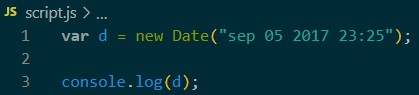 JS script.js > ...
1 var d = new Date("sep 05 2017 23:25");
2
3 console.log(d);